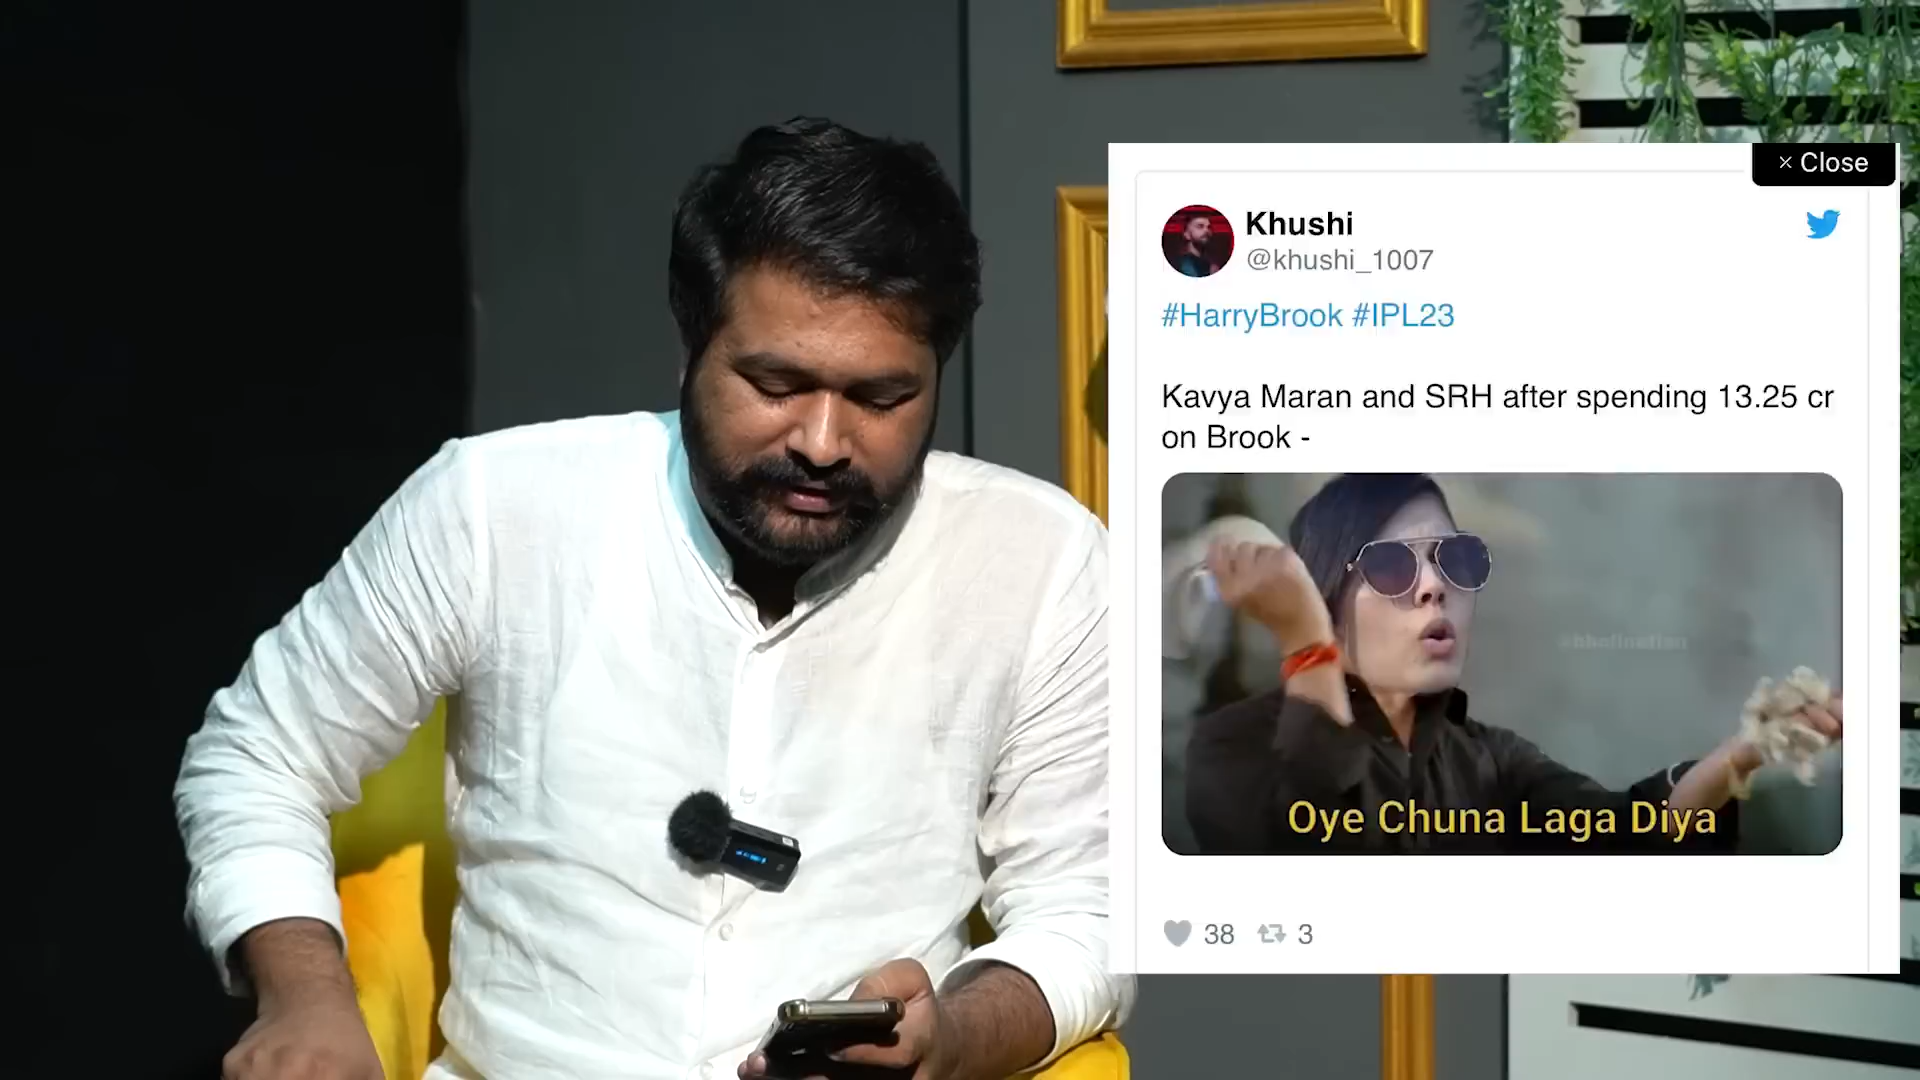 × Close
Khushi
@khushi_1007
#HarryBrook #IPL23
Kavya Maran and SRH after spending 13.25 cr
on Brook -
Oye Chuna Laga Diya
38 3